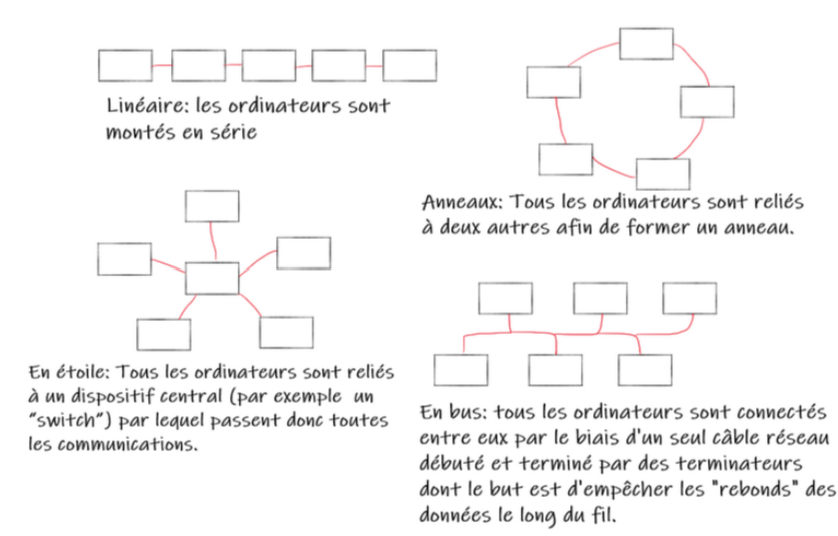 Linéaire: les ordinateurs sont
montés en série
Anneaux: Tous les ordinateurs sont reliés
à deux autres afin de former un anneau.
En étoile: Tous les ordinateurs sont reliés
à un dispositif central (par exemple un
"switch") par lequel passent donc toutes
les communications.
En bus: tous les ordinateurs sont connectés
entre eux par le biais d'un seul câble réseau
débuté et terminé par des terminateurs
dont le but est d'empêcher les "rebonds" des
données le long du fil.